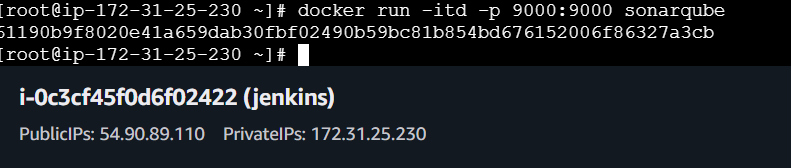 [root@ip-172-31-25-230 ~]# docker run -itd -p 9000:9000 sonarqube
51190b9f8020e41a659dab30fbf02490b59bc81b854bd676152006f86327a3cb
[root@ip-172-31-25-230 ~]#
i-0c3cf45f0d6f02422 (jenkins)
PublicIPs: 54.90.89.110 PrivateIPs: 172.31.25.230